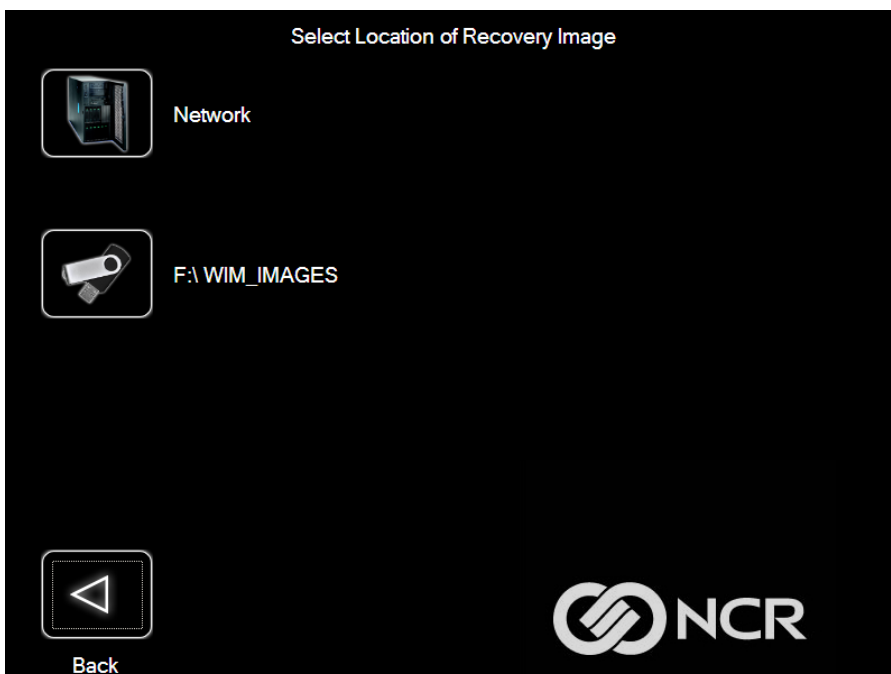 Select Location of Recovery Image
Network
F:\ WIM_IMAGES
Back
NCR